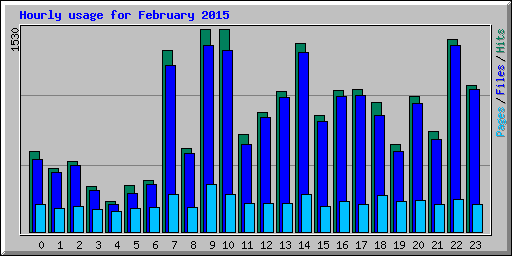 Hourly usage for February 2015
1530
Pages / Files / Hits
0 1 2 3 4 5 6 7 8 9 10 11 12 13 14 15 16 17 18 19 20 21 22 23